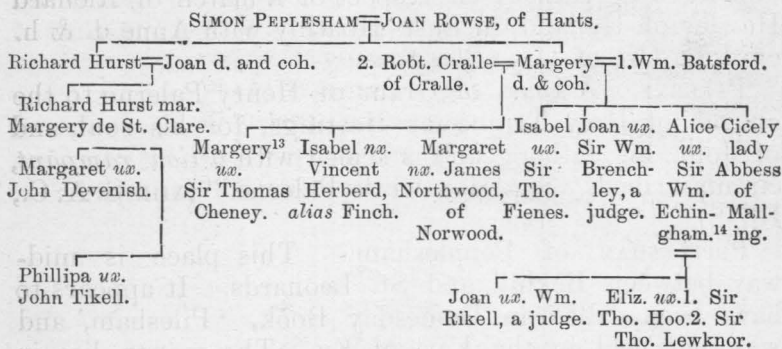 SIMON PEPLESHAM JOAN ROWSE, of Hants.
Richard Hurst Joan d. and coh. 2. Robt. Cralle Margery 1. Wm. Batsford.
of Cralle. d. & coh.
Richard Hurst mar.
Margery de St. Clare.
Margery¹³ Isabel nx. Margaret Isabel Joan ux. Alice Cicely
ux. Vincent nx. James ux. Sir Wm. ux. lady
Sir Thomas Herberd, Northwood, Sir Brench- Sir Abbess
Cheney. alias Finch. of Th. ley, a Wm. of
Norwood. Fienes. judge. Echin- Mall-
gham.¹⁴ ing.
Margaret ux.
John Devenish.
Phillipa ux.
John Tikell.
Joan ux. Wm. Eliz. ux. 1. Sir
Rikell, a judge. Tho. Hoo. 2. Sir
Tho. Lewknor.